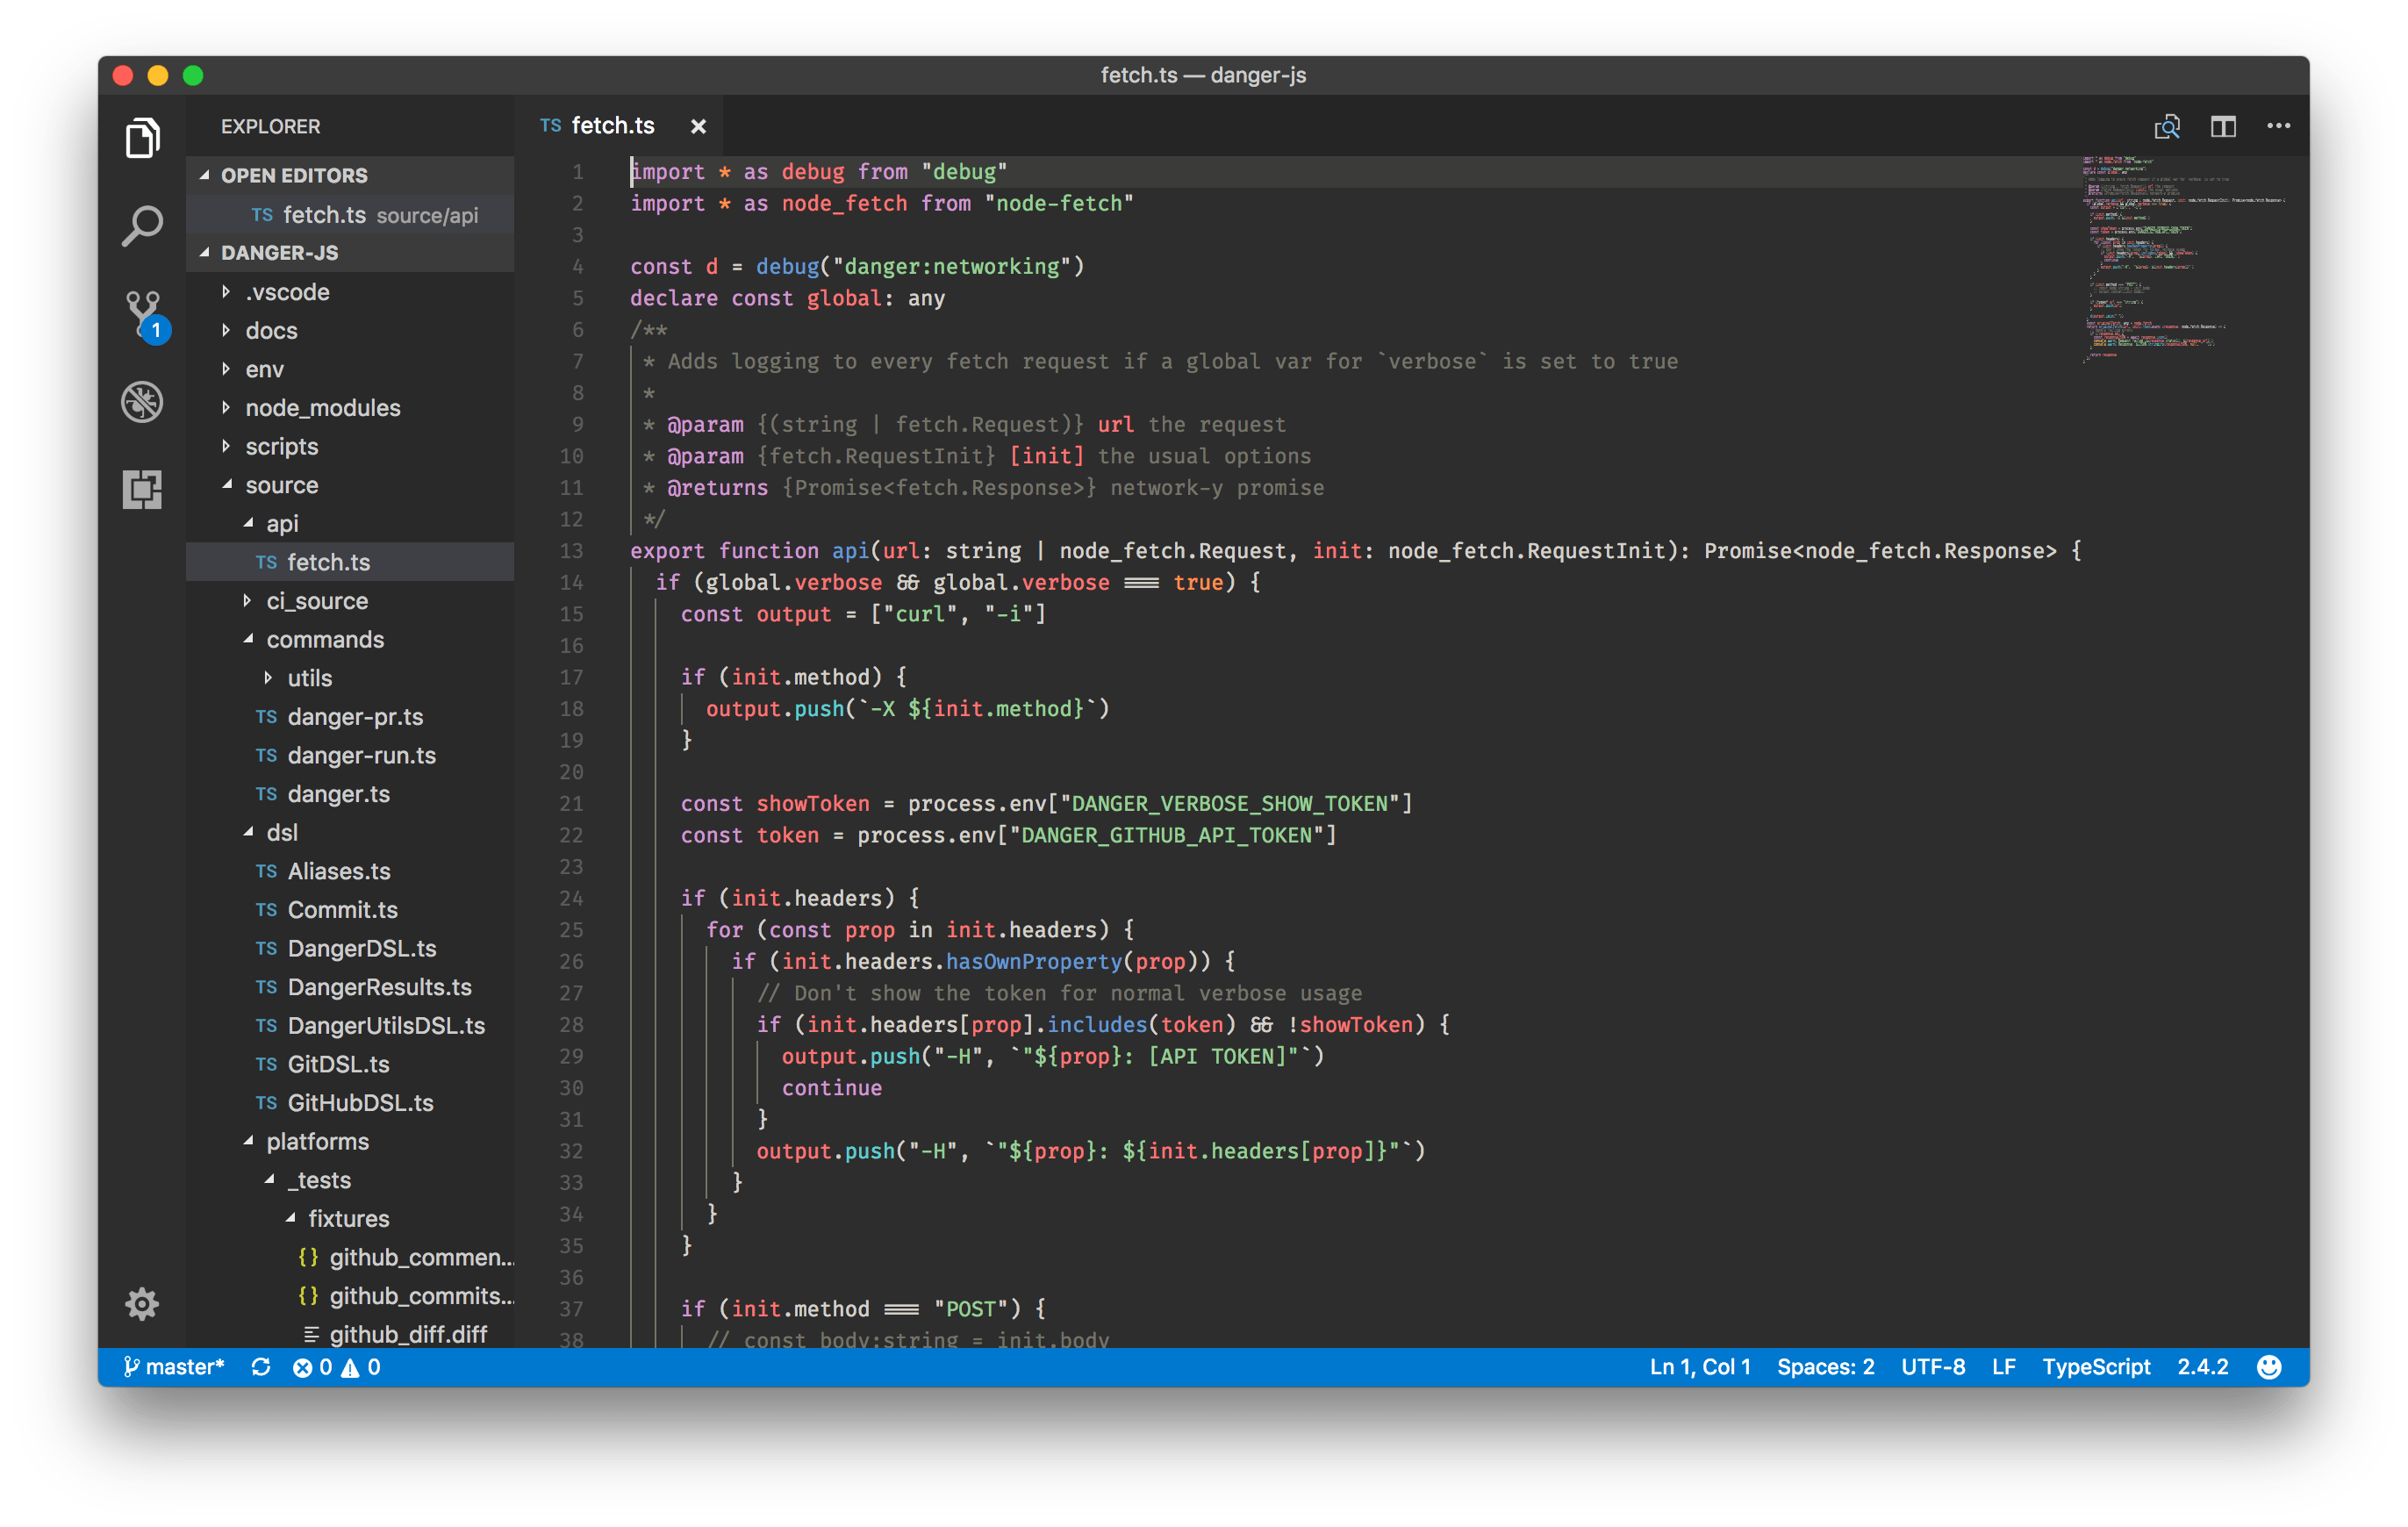 fetch.ts — danger-js
EXPLORER
OPEN EDITORS
TS fetch.ts source/api
DANGER-JS
.vscode
docs
env
node_modules
scripts
source
api
TS fetch.ts
ci_source
commands
utils
TS danger-pr.ts
TS danger-run.ts
TS danger.ts
dsl
TS Aliases.ts
TS Commit.ts
TS DangerDSL.ts
TS DangerResults.ts
TS DangerUtilsDSL.ts
TS GitDSL.ts
TS GitHubDSL.ts
platforms
_tests
fixtures
{} github_commen...
{} github_commits...
github_diff.diff
1
TS fetch.ts
1 import * as debug from "debug"
2 import * as node_fetch from "node-fetch"
3
4 const d = debug("danger:networking")
5 declare const global: any
6 /**
7 * Adds logging to every fetch request if a global var for `verbose` is set to true
8 *
9 * @param {(string | fetch.Request)} url the request
10 * @param {fetch.RequestInit} [init] the usual options
11 * @returns {Promise<fetch.Response>} network-y promise
12 */
13 export function api(url: string | node_fetch.Request, init: node_fetch.RequestInit): Promise<node_fetch.Response> {
14 if (global.verbose && global.verbose === true) {
15 const output = ["curl", "-i"]
16
17 if (init.method) {
18 output.push(`-X ${init.method}`)
19 }
20
21 const showToken = process.env["DANGER_VERBOSE_SHOW_TOKEN"]
22 const token = process.env["DANGER_GITHUB_API_TOKEN"]
23
24 if (init.headers) {
25 for (const prop in init.headers) {
26 if (init.headers.hasOwnProperty(prop)) {
27 // Don't show the token for normal verbose usage
28 if (init.headers[prop].includes(token) && !showToken) {
29 output.push("-H", `"${prop}: [API TOKEN]"`)
30 continue
31 }
32 output.push("-H", `"${prop}: ${init.headers[prop]}"`)
33 }
34 }
35 }
36
37 if (init.method === "POST") {
38 // const body:string = init.body
master* 0 0
Ln 1, Col 1 Spaces: 2 UTF-8 LF TypeScript 2.4.2